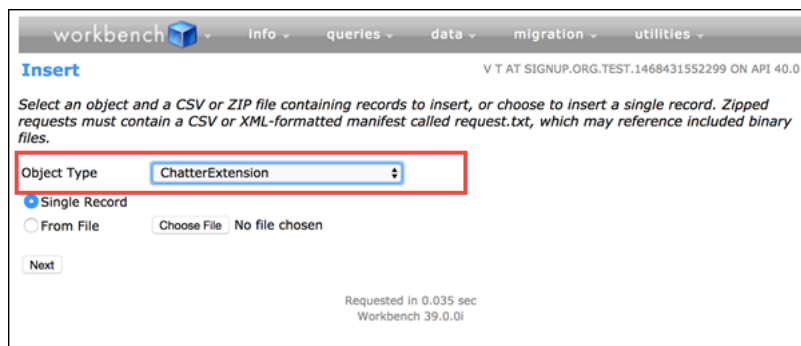 workbench info queries data migration utilities
Insert V T AT SIGNUP.ORG.TEST.1468431552299 ON API 40.0
Select an object and a CSV or ZIP file containing records to insert, or choose to insert a single record. Zipped
requests must contain a CSV or XML-formatted manifest called request.txt, which may reference included binary
files.
Object Type ChatterExtension
Single Record
From File Choose File No file chosen
Next
Requested in 0.035 sec
Workbench 39.0.0i